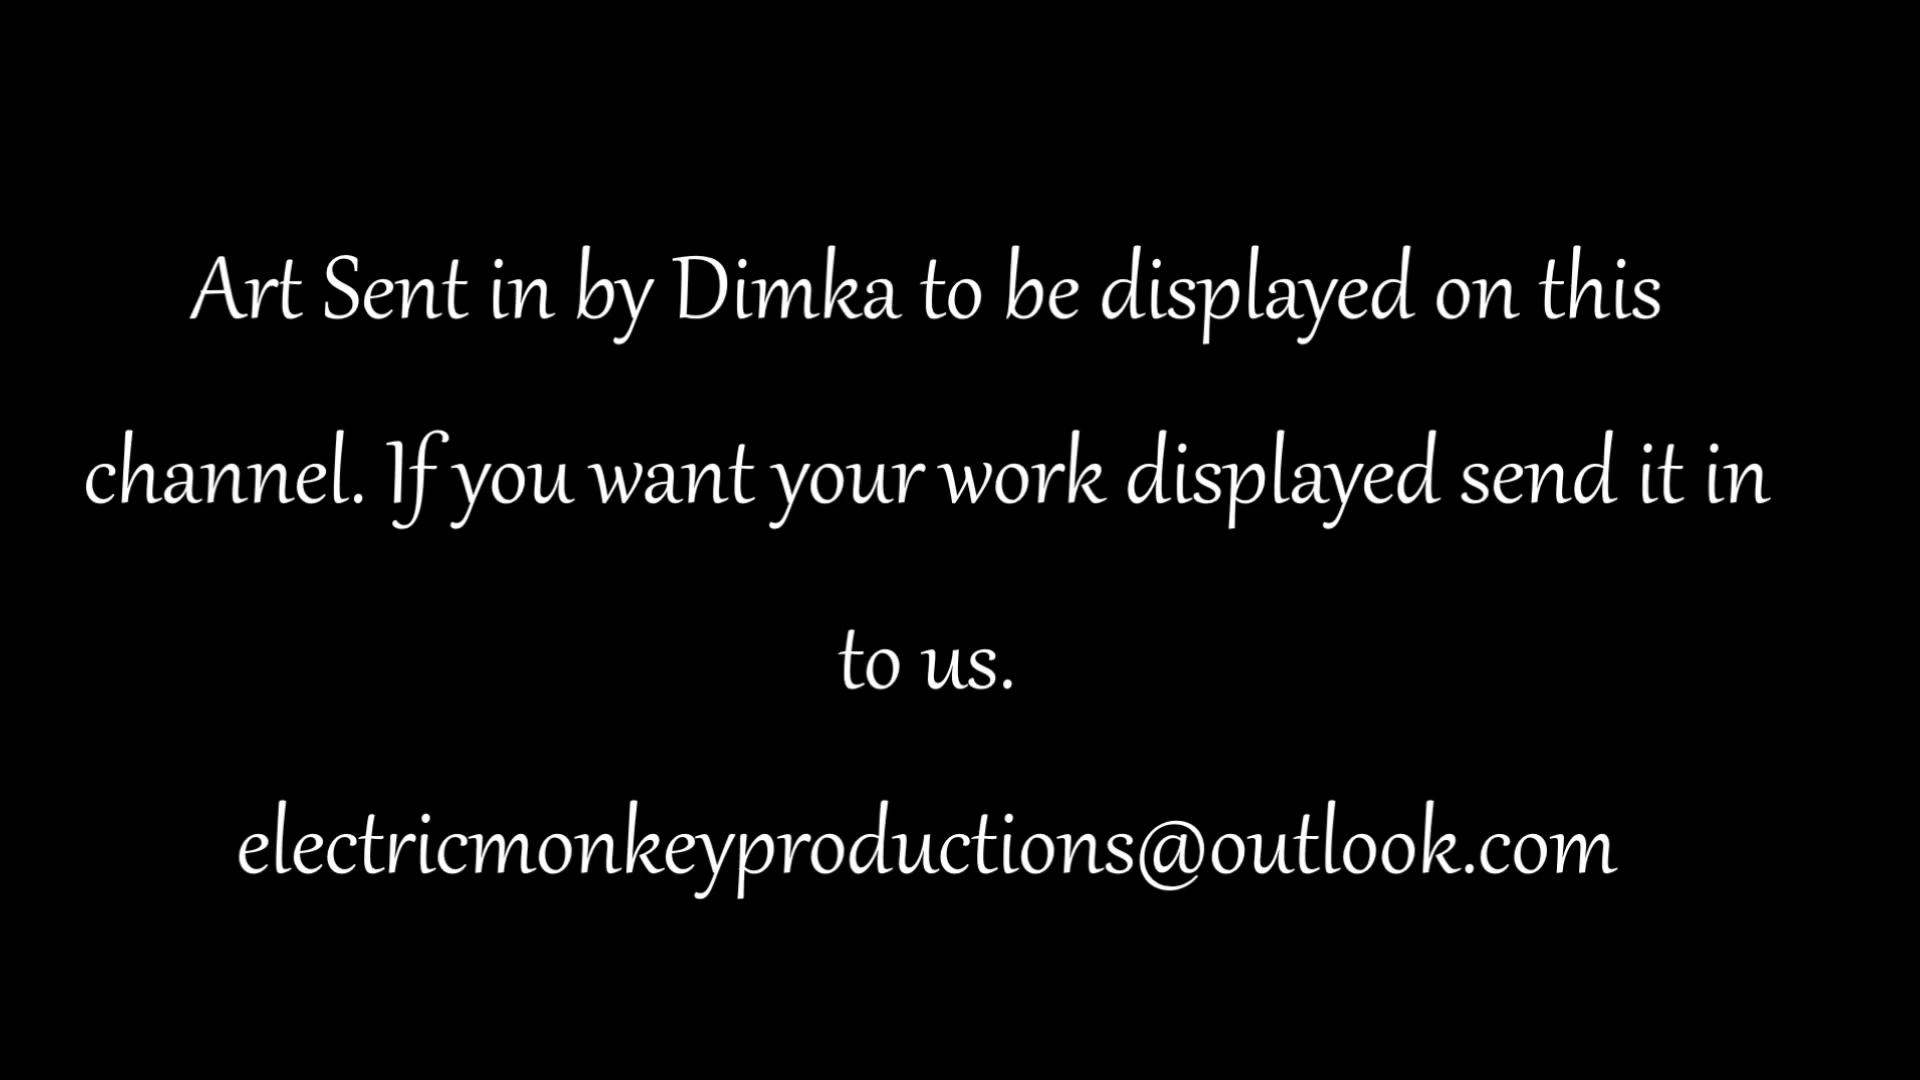 Art Sent in by Dimka to be displayed on this
channel. If you want your work displayed send it in
to us.
electricmonkeyproductions@outlook.com